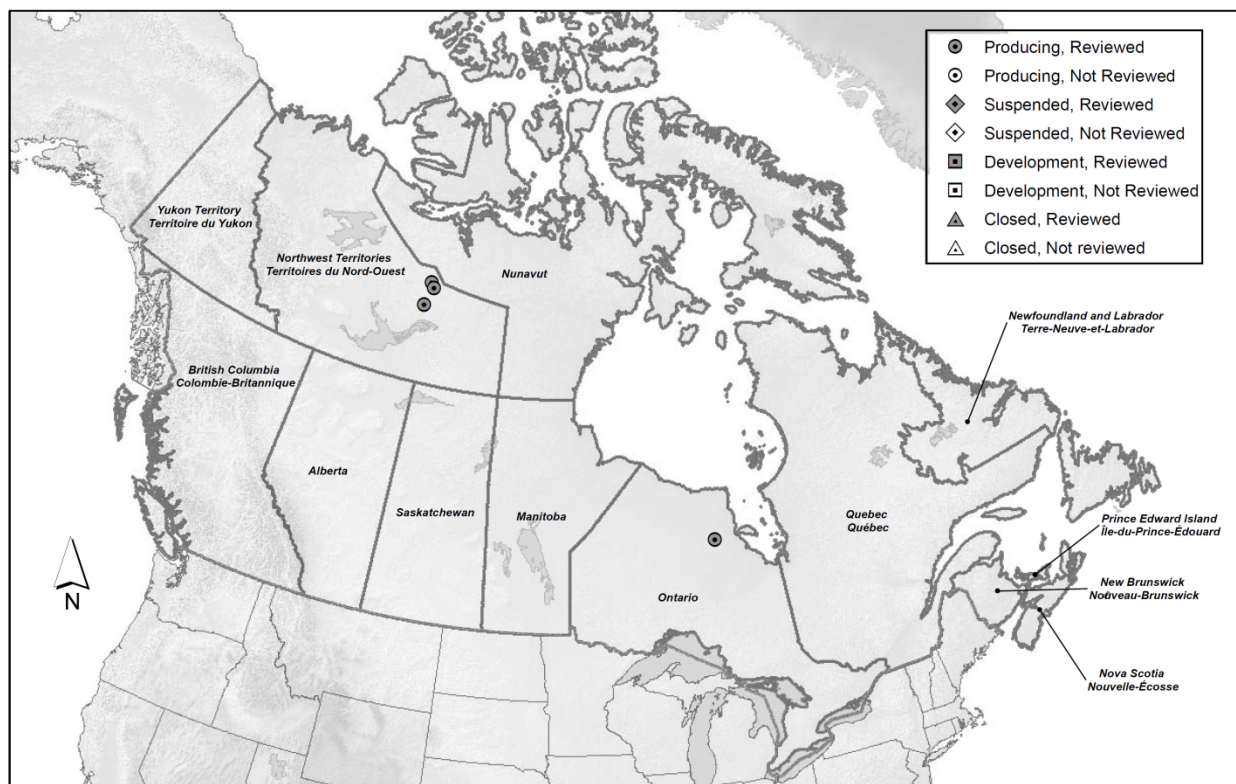 Producing, Reviewed
Producing, Not Reviewed
Suspended, Reviewed
Suspended, Not Reviewed
Development, Reviewed
Development, Not Reviewed
Closed, Reviewed
Closed, Not reviewed
Yukon Territory
Territoire du Yukon
Northwest Territories
Territoires du Nord-Ouest
Nunavut
Newfoundland and Labrador
Terre-Neuve-et-Labrador
British Columbia
Colombie-Britannique
Alberta
Saskatchewan
Manitoba
Quebec
Québec
Ontario
Prince Edward Island
Île-du-Prince-Édouard
New Brunswick
Nouveau-Brunswick
Nova Scotia
Nouvelle-Écosse
N